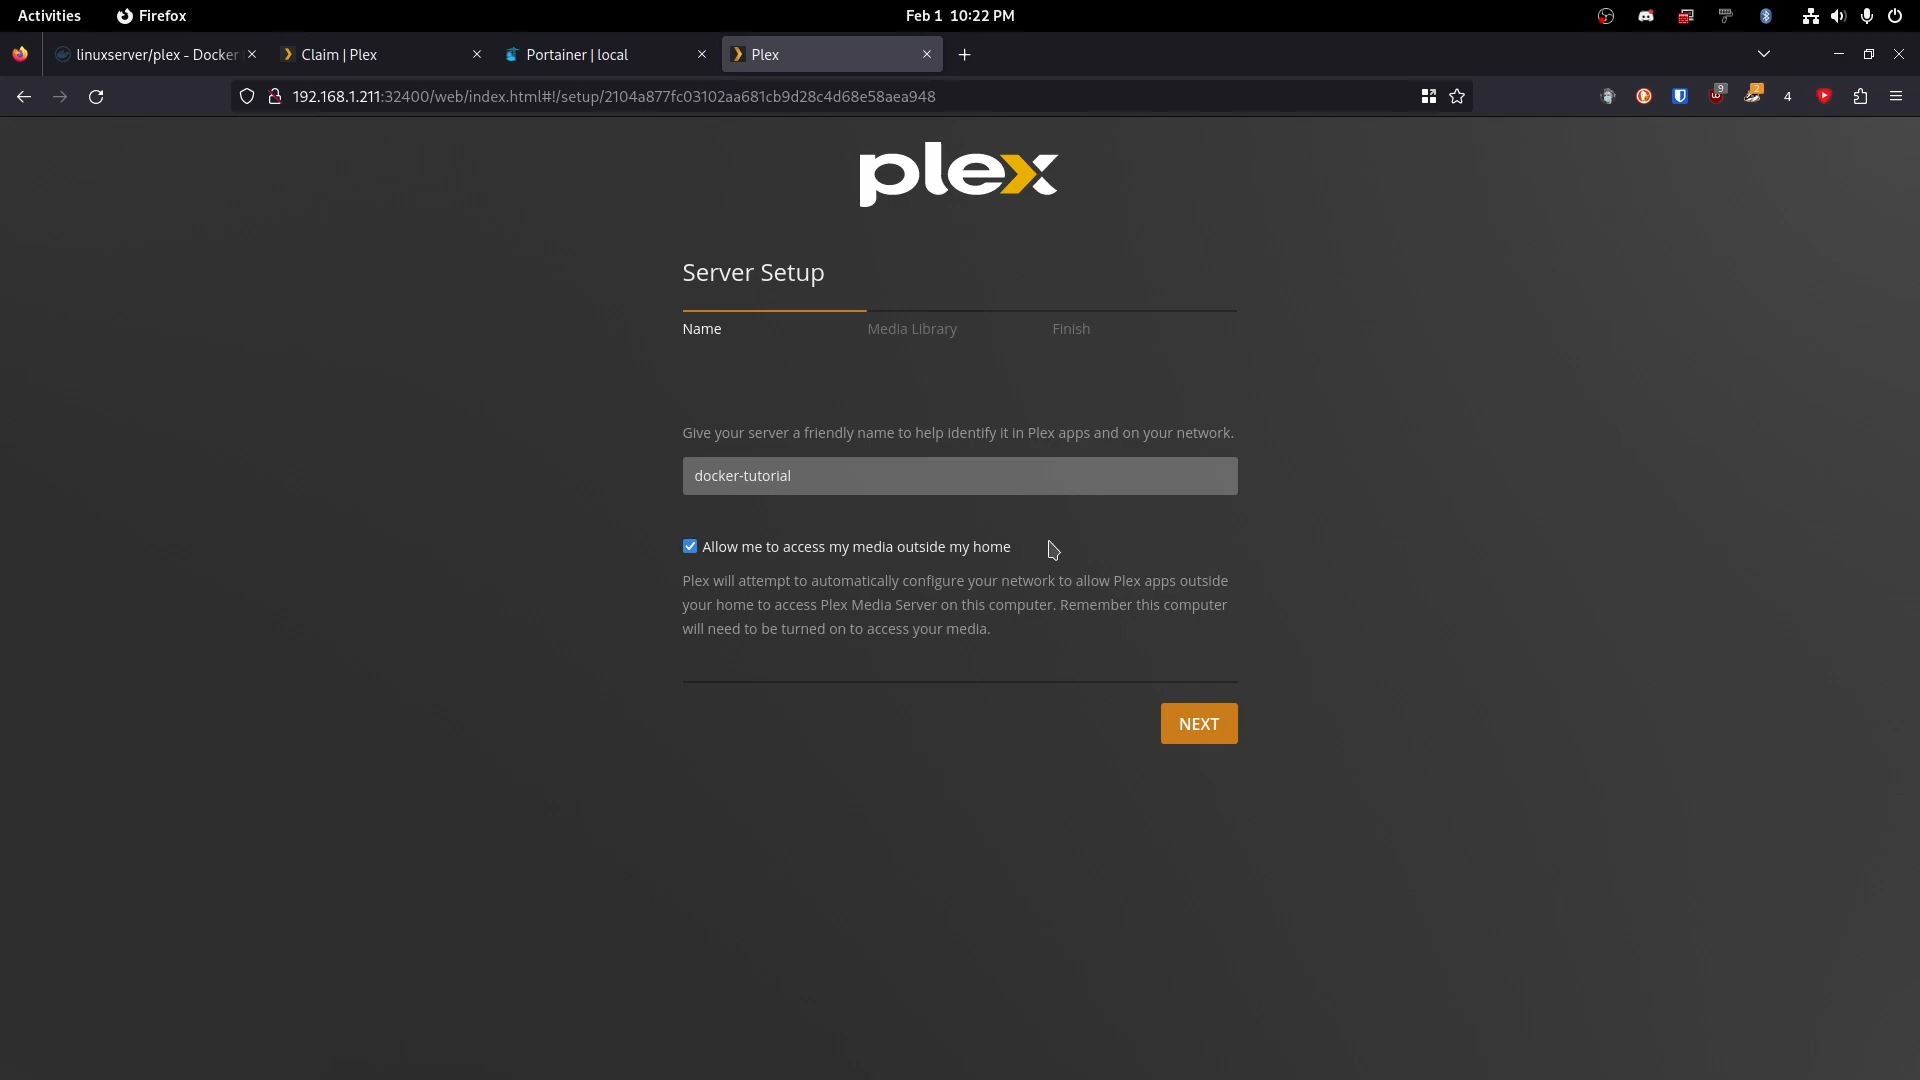 Activities
Firefox
Feb 1 10:22 PM
linuxserver/plex - Docker
Claim | Plex
Portainer | local
Plex
192.168.1.211:32400/web/index.html#!/setup/2104a877fc03102aa681cb9d28c4d68e58aea948
9
2
4
plex
Server Setup
Name
Media Library
Finish
Give your server a friendly name to help identify it in Plex apps and on your network.
docker-tutorial
Allow me to access my media outside my home
Plex will attempt to automatically configure your network to allow Plex apps outside
your home to access Plex Media Server on this computer. Remember this computer
will need to be turned on to access your media.
NEXT